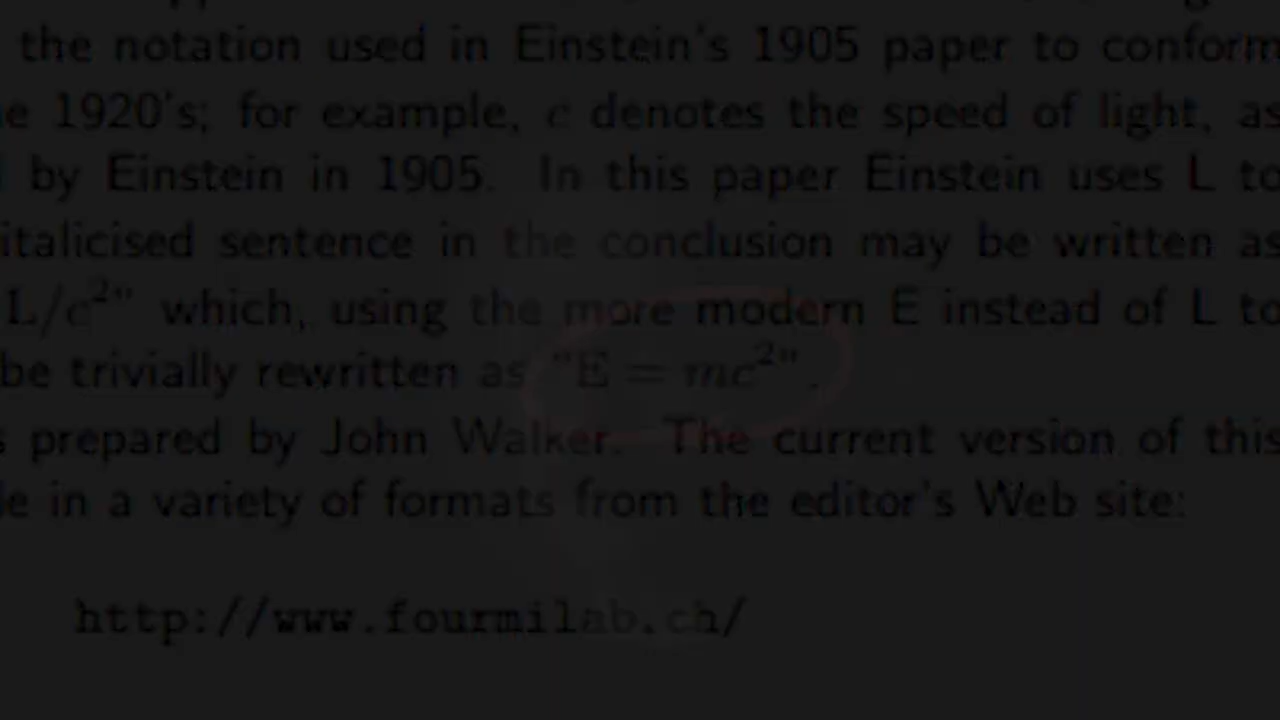 the notation used in Einstein's 1905 paper to conform
1920's; for example, c denotes the speed of light, as
by Einstein in 1905. In this paper Einstein uses L to
italicised sentence in the conclusion may be written as
L/c²" which, using the more modern E instead of L to
be trivially rewritten as "E = mc²".
prepared by John Walker. The current version of this
in a variety of formats from the editor's Web site:
http://www.fourmilab.ch/